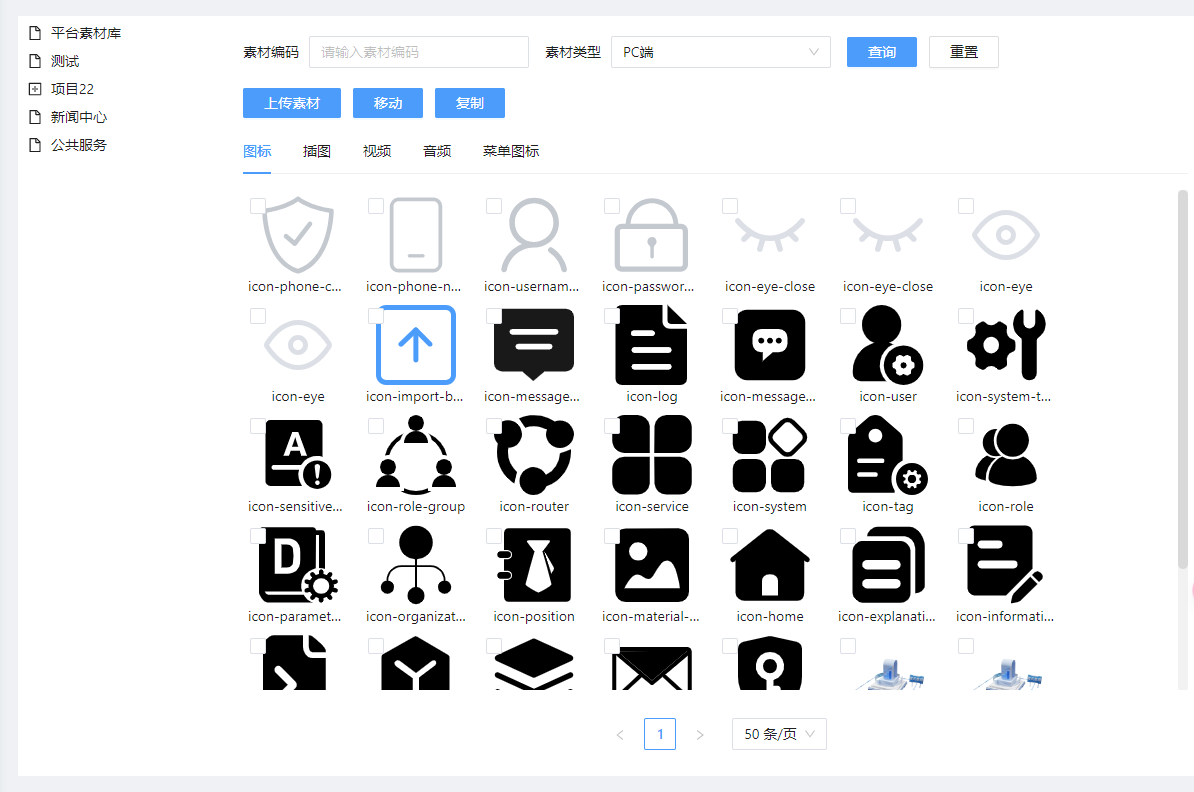 平台素材库
测试
项目22
新闻中心
公共服务
素材编码 请输入素材编码 素材类型 PC端 查询 重置
上传素材 移动 复制
图标 插图 视频 音频 菜单图标
icon-phone-c... icon-phone-n... icon-usernam... icon-passwor... icon-eye-close icon-eye-close icon-eye
icon-eye icon-import-b... icon-message... icon-log icon-message... icon-user icon-system-t...
A
icon-sensitive... icon-role-group icon-router icon-service icon-system icon-tag icon-role
D
icon-paramet... icon-organizat... icon-position icon-material-... icon-home icon-explanati... icon-informati...
< 1 > 50 条/页